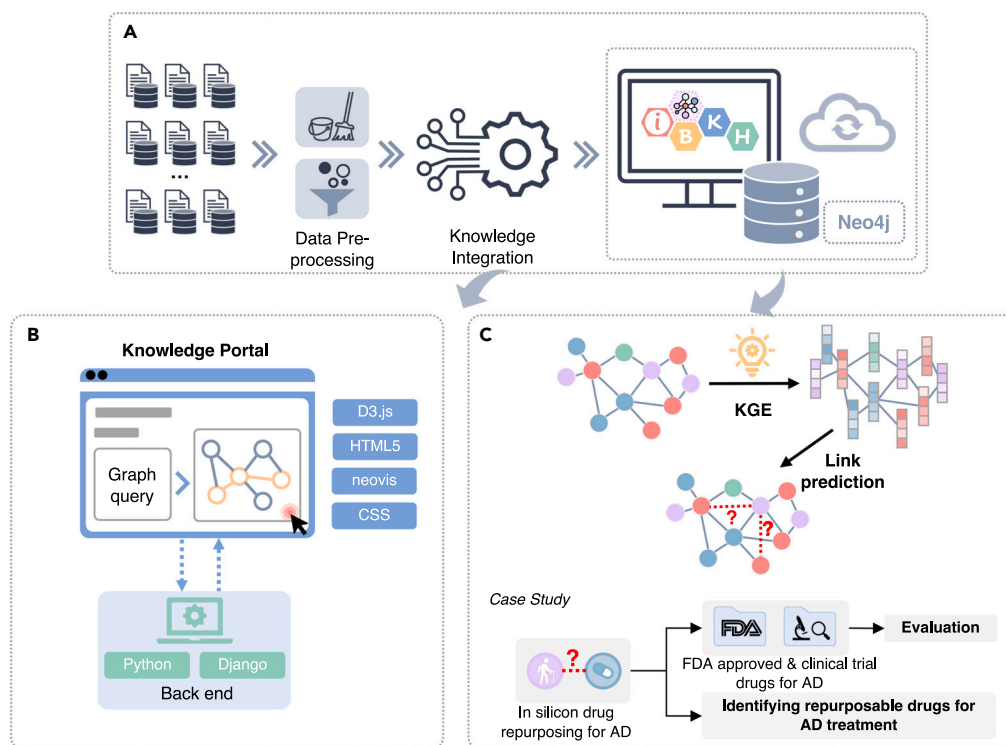 A
...
i
B
K
H
Neo4j
Data Pre-
processing
Knowledge
Integration
B
Knowledge Portal
Graph
query
D3.js
HTML5
neovis
CSS
Python
Django
Back end
C
KGE
Link
prediction
?
?
Case Study
?
In silicon drug
repurposing for AD
FDA
FDA approved & clinical trial
drugs for AD
Evaluation
Identifying repurposable drugs for
AD treatment